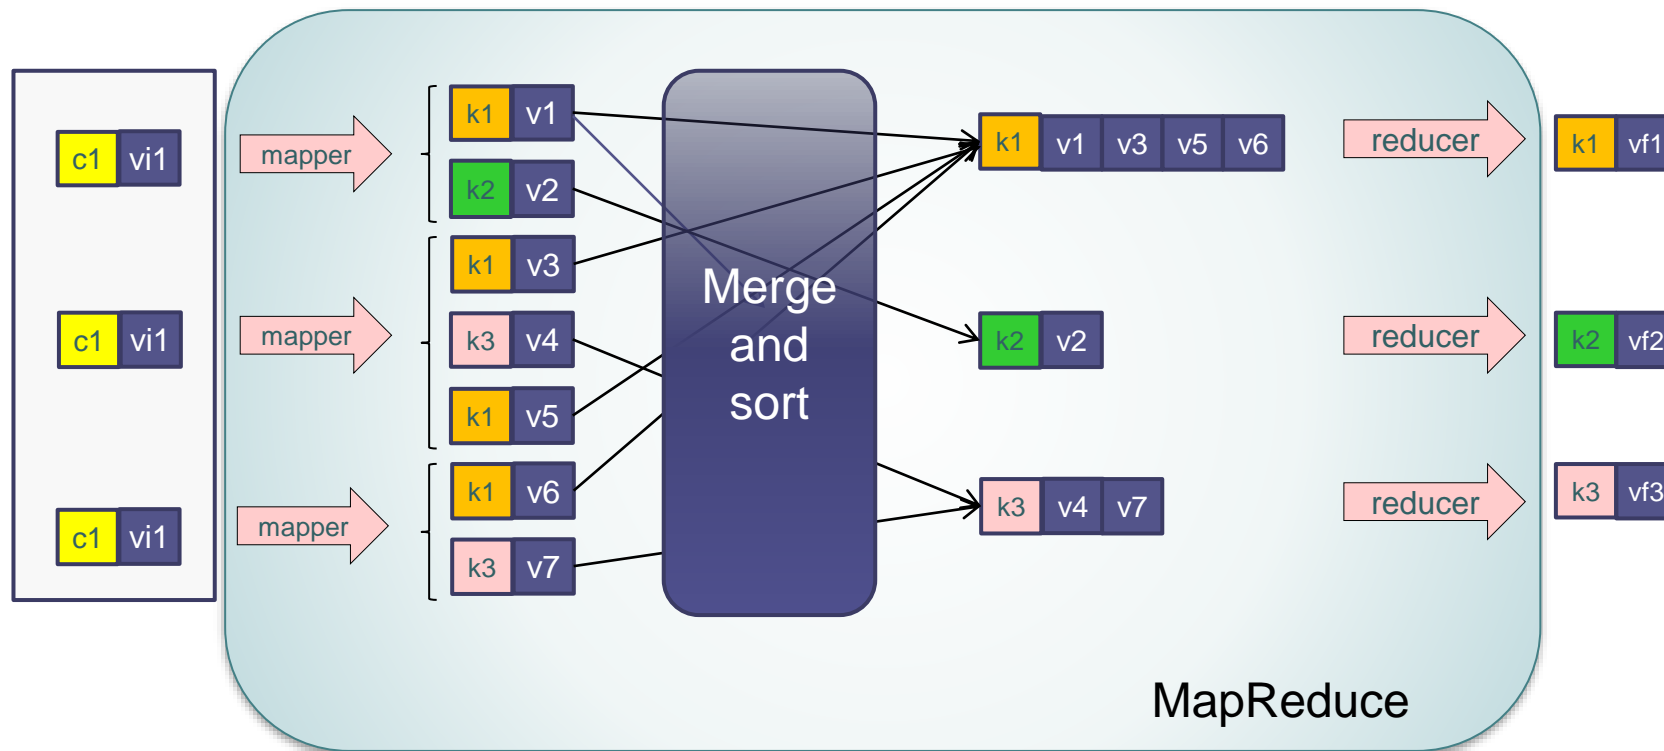 c1 vi1
c1 vi1
c1 vi1
mapper
mapper
mapper
k1 v1
k2 v2
k1 v3
k3 v4
k1 v5
k1 v6
k3 v7
Merge
and
sort
k1 v1 v3 v5 v6
k2 v2
k3 v4 v7
reducer
reducer
reducer
k1 vf1
k2 vf2
k3 vf3
MapReduce